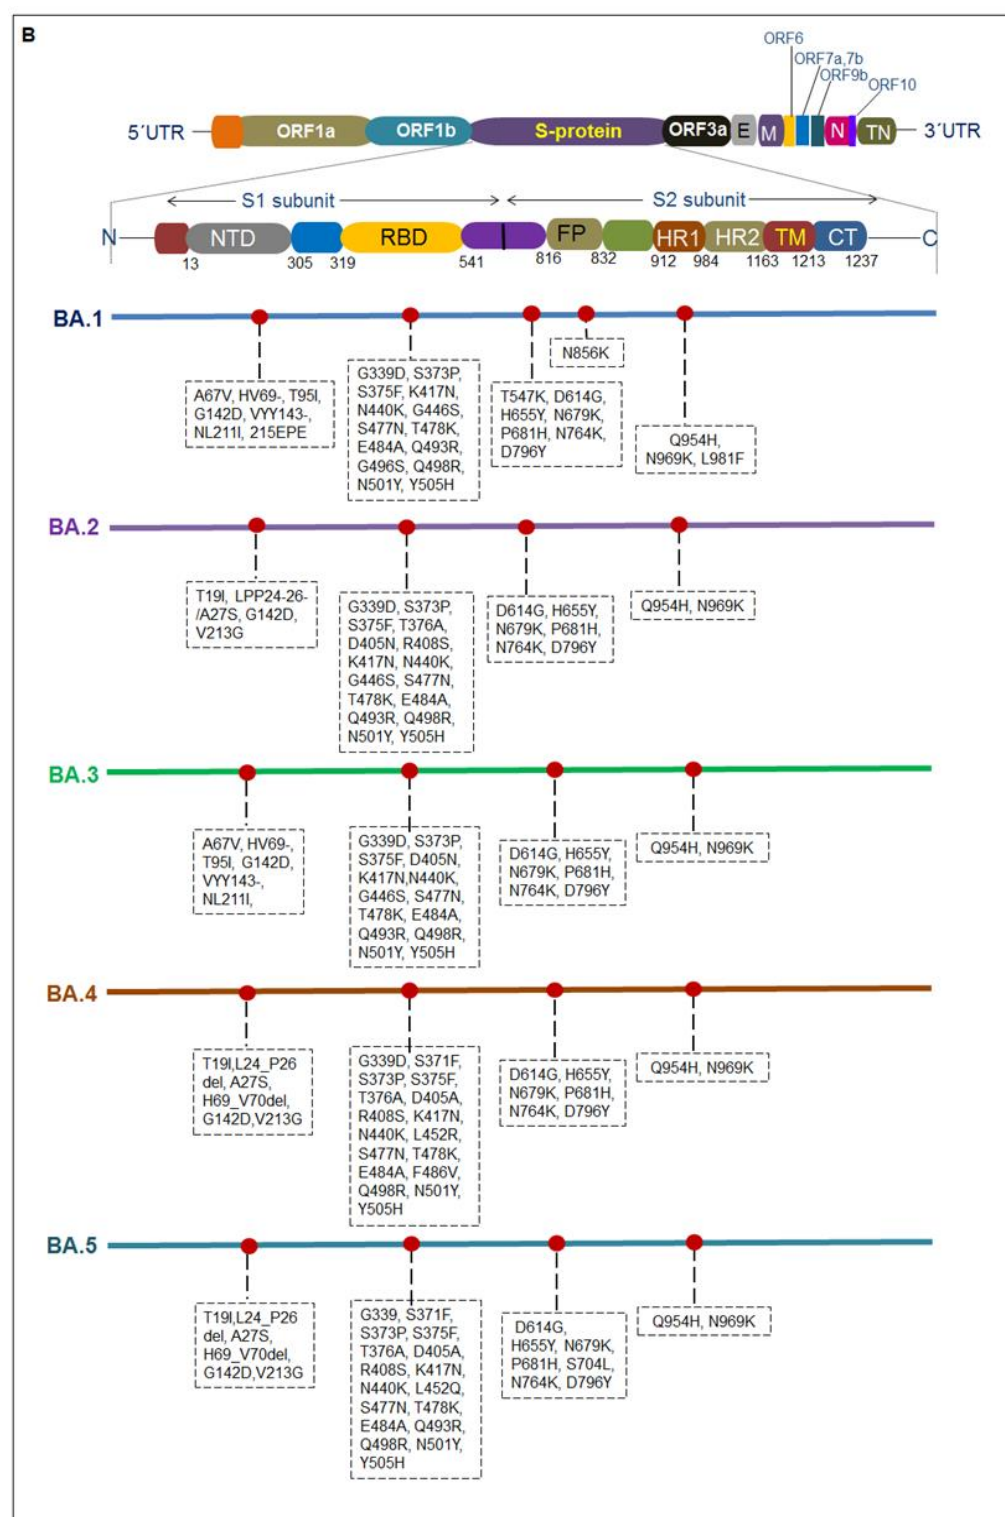 B
ORF6
ORF7a,7b
ORF9b
ORF10
5´UTR ORF1a ORF1b S-protein ORF3a E M N TN 3´UTR
S1 subunit S2 subunit
N NTD RBD FP HR1 HR2 TM CT C
13 305 319 541 816 832 912 984 1163 1213 1237
BA.1
A67V, HV69-, T95I,
G142D, VYY143-,
NL211I, 215EPE
G339D, S373P,
S375F, K417N,
N440K, G446S,
S477N, T478K,
E484A, Q493R,
G496S, Q498R,
N501Y, Y505H
T547K, D614G,
H655Y, N679K,
P681H, N764K,
D796Y
N856K
Q954H,
N969K, L981F
BA.2
T19I, LPP24-26-
/A27S, G142D,
V213G
G339D, S373P,
S375F, T376A,
D405N, R408S,
K417N, N440K,
G446S, S477N,
T478K, E484A,
Q493R, Q498R,
N501Y, Y505H
D614G, H655Y,
N679K, P681H,
N764K, D796Y
Q954H, N969K
BA.3
A67V, HV69-,
T95I, G142D,
VYY143-,
NL211I,
G339D, S373P,
S375F, D405N,
K417N,N440K,
G446S, S477N,
T478K, E484A,
Q493R, Q498R,
N501Y, Y505H
D614G, H655Y,
N679K, P681H,
N764K, D796Y
Q954H, N969K
BA.4
T19I,L24_P26
del, A27S,
H69_V70del,
G142D,V213G
G339D, S371F,
S373P, S375F,
T376A, D405A,
R408S, K417N,
N440K, L452R,
S477N, T478K,
E484A, F486V,
Q498R, N501Y,
Y505H
D614G, H655Y,
N679K, P681H,
N764K, D796Y
Q954H, N969K
BA.5
T19I,L24_P26
del, A27S,
H69_V70del,
G142D,V213G
G339, S371F,
S373P, S375F,
T376A, D405A,
R408S, K417N,
N440K, L452Q,
S477N, T478K,
E484A, Q493R,
Q498R, N501Y,
Y505H
D614G,
H655Y, N679K,
P681H, S704L,
N764K, D796Y
Q954H, N969K